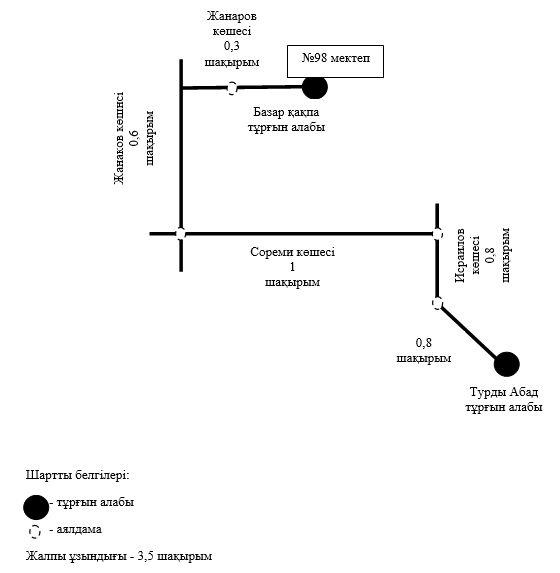 Жанаров
көшесі
0,3
шақырым
№98 мектеп
Базар қақпа
тұрғын алабы
Жанаков көшнсі
0,6
шақырым
Сореми көшесі
1
шақырым
Исраилов
көшесі
0,8
шақырым
0,8
шақырым
Турды Абад
тұрғын алабы
Шартты белгілері:
- тұрғын алабы
- аялдама
Жалпы ұзындығы - 3,5 шақырым